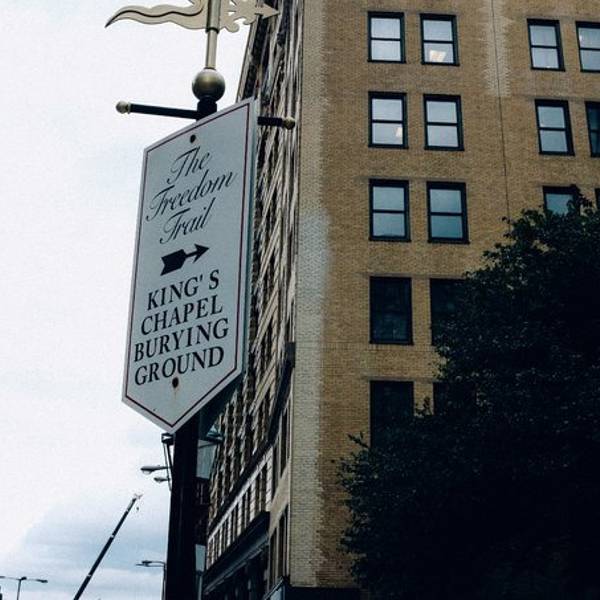 The
Freedom
Trail
KING'S
CHAPEL
BURYING
GROUND